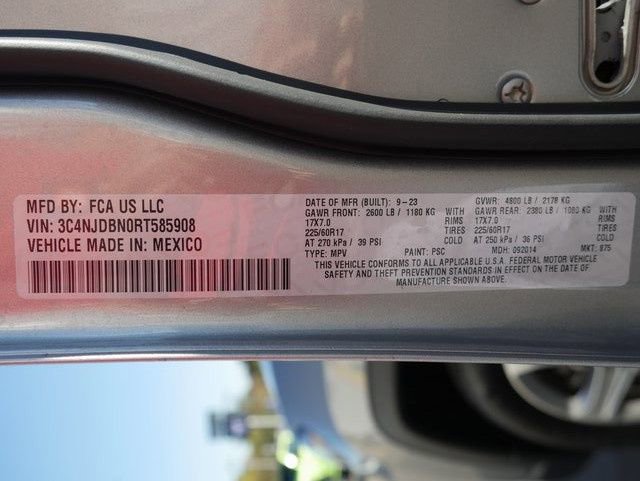 MFD BY: FCA US LLC
VIN: 3C4NJDBN0RT585908
VEHICLE MADE IN: MEXICO
DATE OF MFR (BUILT): 9-23 GVWR: 4800 LB / 2178 KG
GAWR FRONT: 2600 LB / 1180 KG WITH GAWR REAR: 2380 LB / 1080 KG WITH
17X7.0 RIMS 17X7.0 RIMS
225/60R17 TIRES 225/60R17 TIRES
AT 270 kPa / 39 PSI COLD AT 250 kPa / 36 PSI COLD
TYPE: MPV PAINT: PSC MDH: 092014 MKT: 875
THIS VEHICLE CONFORMS TO ALL APPLICABLE U.S.A. FEDERAL MOTOR VEHICLE
SAFETY AND THEFT PREVENTION STANDARDS IN EFFECT ON THE DATE OF
MANUFACTURE SHOWN ABOVE.